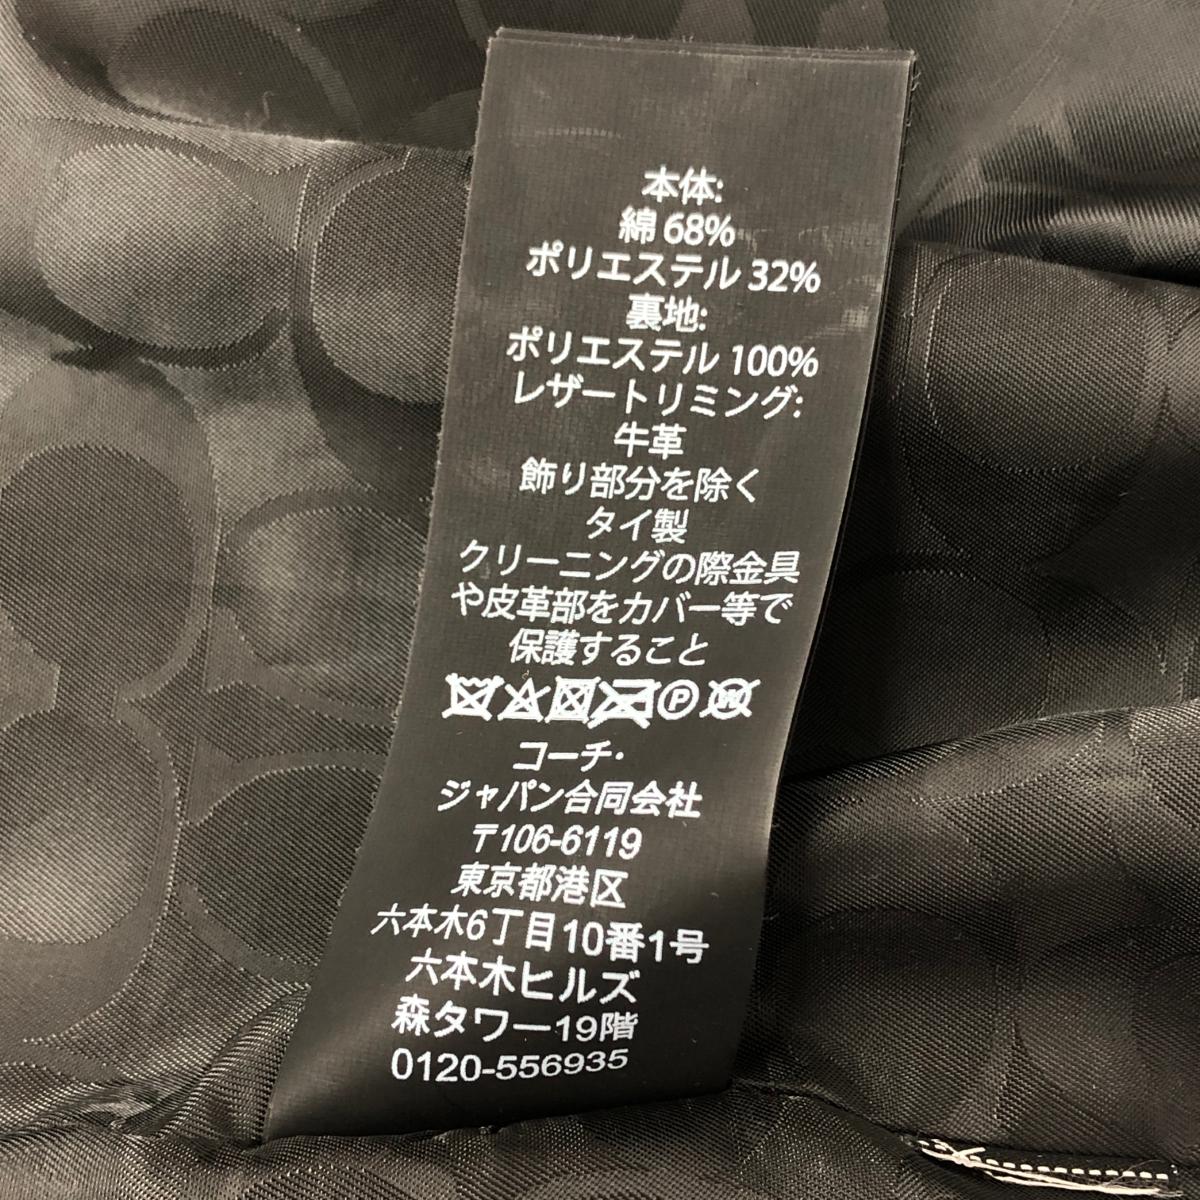 本体:
綿 68%
ポリエステル 32%
裏地:
ポリエステル 100%
レザートリミング:
牛革
飾り部分を除く
タイ製
クリーニングの際金具
や皮革部をカバー等で
保護すること
P W
コーチ・
ジャパン合同会社
〒106-6119
東京都港区
六本木6丁目10番1号
六本木ヒルズ
森タワー19階
0120-556935